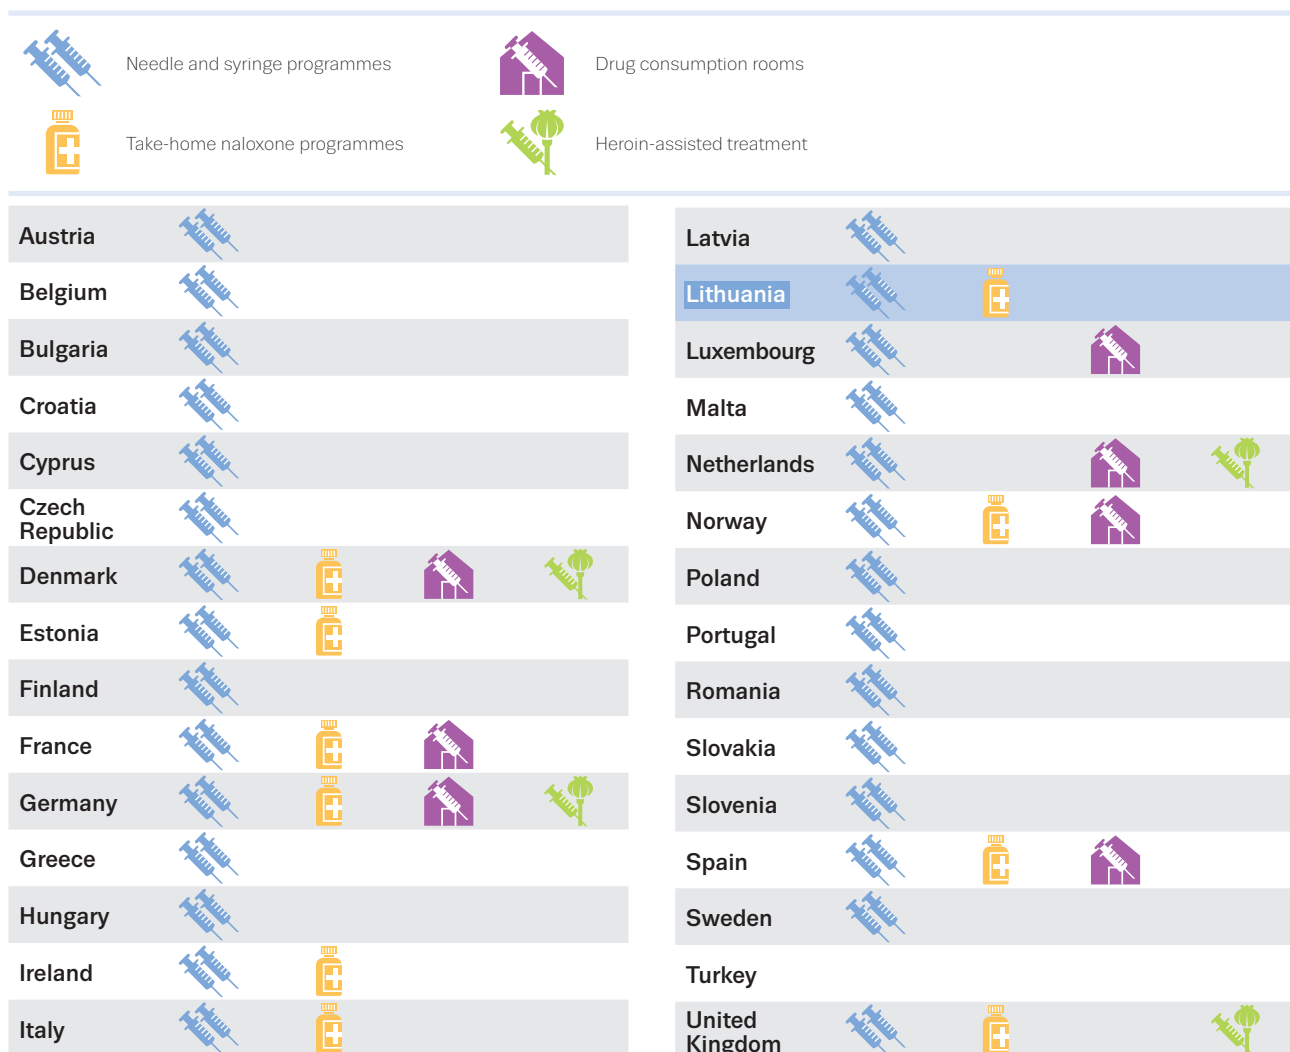 Needle and syringe programmes
Drug consumption rooms
Take-home naloxone programmes
Heroin-assisted treatment
Austria
Belgium
Bulgaria
Croatia
Cyprus
Czech
Republic
Denmark
Estonia
Finland
France
Germany
Greece
Hungary
Ireland
Italy
Latvia
Lithuania
Luxembourg
Malta
Netherlands
Norway
Poland
Portugal
Romania
Slovakia
Slovenia
Spain
Sweden
Turkey
United
Kingdom